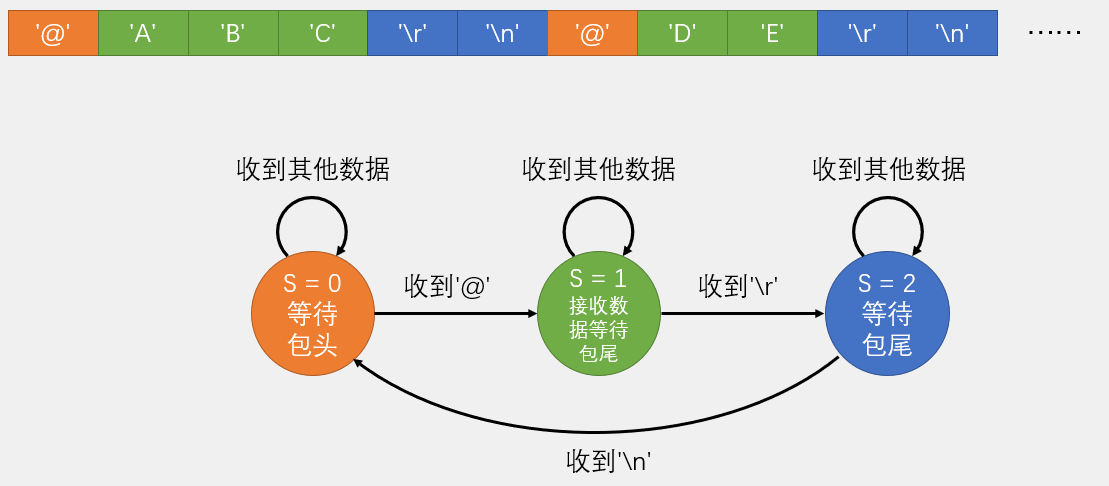 '@' 'A' 'B' 'C' '\r' '\n' '@' 'D' 'E' '\r' '\n' ……
收到其他数据 收到其他数据 收到其他数据
S = 0
等待
包头
收到'@'
S = 1
接收数
据等待
包尾
收到'\r'
S = 2
等待
包尾
收到'\n'